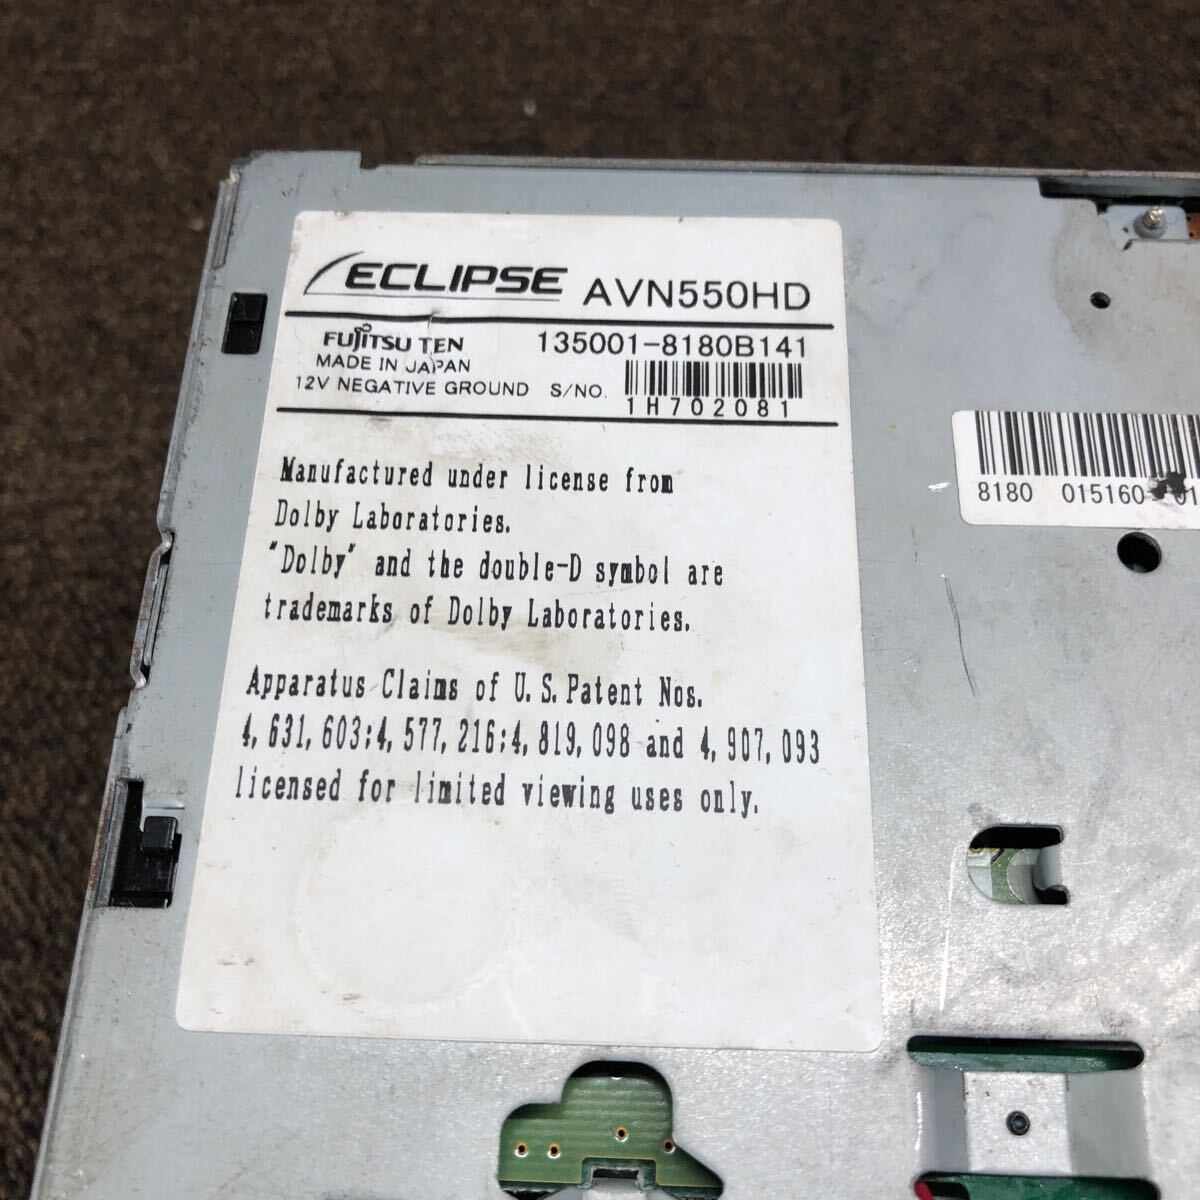 ECLIPSE AVN550HD
FUJITSU TEN 135001-8180B141
MADE IN JAPAN
12V NEGATIVE GROUND S/NO.
1H702081
Manufactured under license from
Dolby Laboratories.
"Dolby" and the double-D symbol are
trademarks of Dolby Laboratories.
Apparatus Claims of U.S.Patent Nos.
4,631,603;4,577,216;4,819,098 and 4,907,093
licensed for limited viewing uses only.
8180 015160